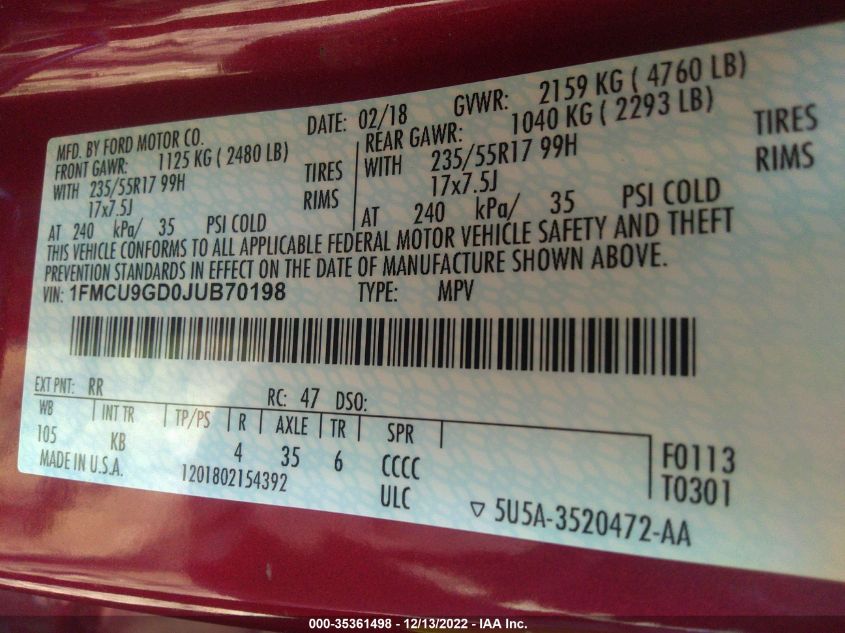 MFD. BY FORD MOTOR CO.
DATE: 02/18 GVWR: 2159 KG ( 4760 LB)
FRONT GAWR: 1125 KG ( 2480 LB)
WITH 235/55R17 99H TIRES
17x7.5J RIMS
AT 240 kPa/ 35 PSI COLD
REAR GAWR: 1040 KG ( 2293 LB)
WITH 235/55R17 99H TIRES
17x7.5J RIMS
AT 240 kPa/ 35 PSI COLD
THIS VEHICLE CONFORMS TO ALL APPLICABLE FEDERAL MOTOR VEHICLE SAFETY AND THEFT
PREVENTION STANDARDS IN EFFECT ON THE DATE OF MANUFACTURE SHOWN ABOVE.
VIN: 1FMCU9GD0JUB70198 TYPE: MPV
EXT PNT: RR RC: 47 DSO:
WB INT TR TP/PS R AXLE TR SPR
105 KB 4 35 6 CCCC
F0113
MADE IN U.S.A. 1201802154392 ULC
T0301
5U5A-3520472-AA
000-35361498 - 12/13/2022 - IAA Inc.